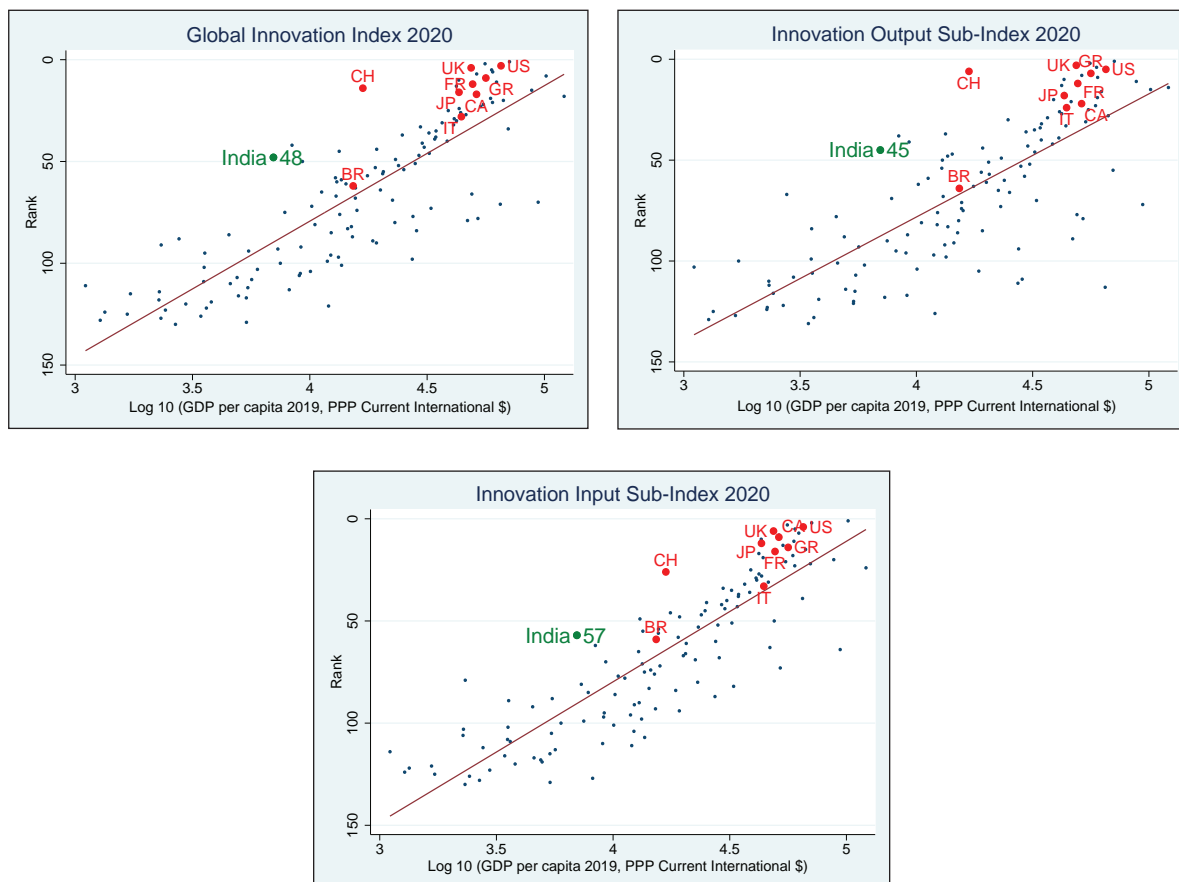 Global Innovation Index 2020
0
50
100
150
Rank
UK
US
CH
FR
GR
JP
CA
IT
India 48
BR
3
3.5
4
4.5
5
Log 10 (GDP per capita 2019, PPP Current International $)
Innovation Output Sub-Index 2020
0
50
100
150
Rank
UK
GR
US
CH
JP
FR
IT
CA
India 45
BR
3
3.5
4
4.5
5
Log 10 (GDP per capita 2019, PPP Current International $)
Innovation Input Sub-Index 2020
0
50
100
150
Rank
UK
CA
US
JP
GR
CH
FR
IT
BR
India 57
3
3.5
4
4.5
5
Log 10 (GDP per capita 2019, PPP Current International $)